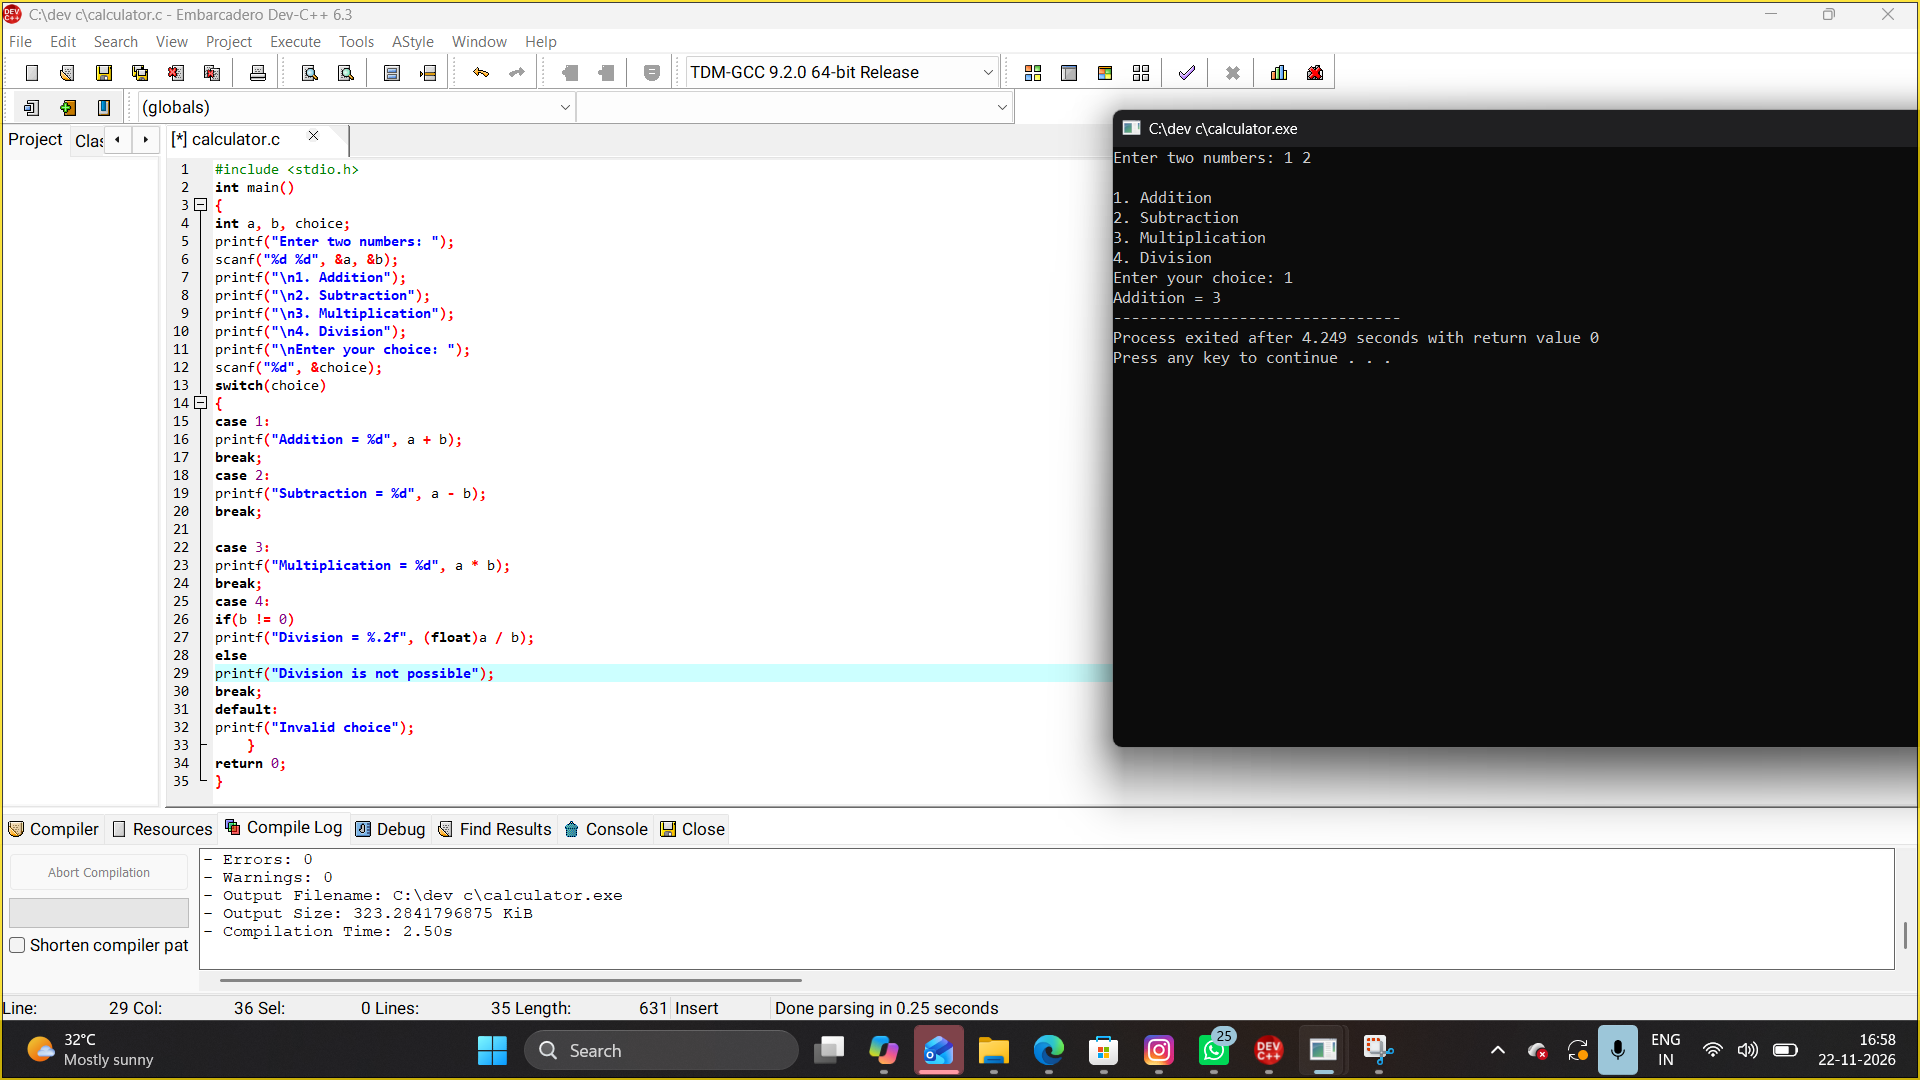 C:\dev c\calculator.c - Embarcadero Dev-C++ 6.3
File Edit Search View Project Execute Tools AStyle Window Help
TDM-GCC 9.2.0 64-bit Release
(globals)
Project Clas [*] calculator.c
1 #include <stdio.h>
2 int main()
3 {
4 int a, b, choice;
5 printf("Enter two numbers: ");
6 scanf("%d %d", &a, &b);
7 printf("\n1. Addition");
8 printf("\n2. Subtraction");
9 printf("\n3. Multiplication");
10 printf("\n4. Division");
11 printf("\nEnter your choice: ");
12 scanf("%d", &choice);
13 switch(choice)
14 {
15 case 1:
16 printf("Addition = %d", a + b);
17 break;
18 case 2:
19 printf("Subtraction = %d", a - b);
20 break;
21
22 case 3:
23 printf("Multiplication = %d", a * b);
24 break;
25 case 4:
26 if(b != 0)
27 printf("Division = %.2f", (float)a / b);
28 else
29 printf("Division is not possible");
30 break;
31 default:
32 printf("Invalid choice");
33 }
34 return 0;
35 }
C:\dev c\calculator.exe
Enter two numbers: 1 2
1. Addition
2. Subtraction
3. Multiplication
4. Division
Enter your choice: 1
Addition = 3
--------------------------------
Process exited after 4.249 seconds with return value 0
Press any key to continue . . .
Compiler Resources Compile Log Debug Find Results Console Close
Abort Compilation
Shorten compiler pat
- Errors: 0
- Warnings: 0
- Output Filename: C:\dev c\calculator.exe
- Output Size: 323.2841796875 KiB
- Compilation Time: 2.50s
Line: 29 Col: 36 Sel: 0 Lines: 35 Length: 631 Insert Done parsing in 0.25 seconds
32°C
Mostly sunny
Search
25
DEV
C++
ENG
IN
16:58
22-11-2026